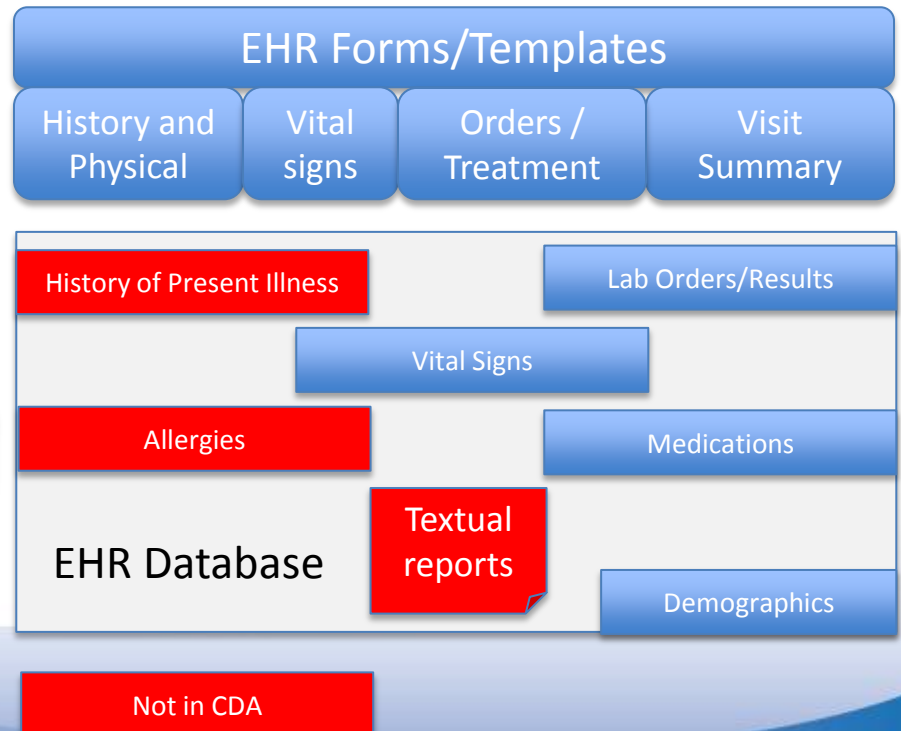 EHR Forms/Templates
History and
Physical
Vital
signs
Orders /
Treatment
Visit
Summary
History of Present Illness
Lab Orders/Results
Vital Signs
Allergies
Medications
Textual
reports
EHR Database
Demographics
Not in CDA